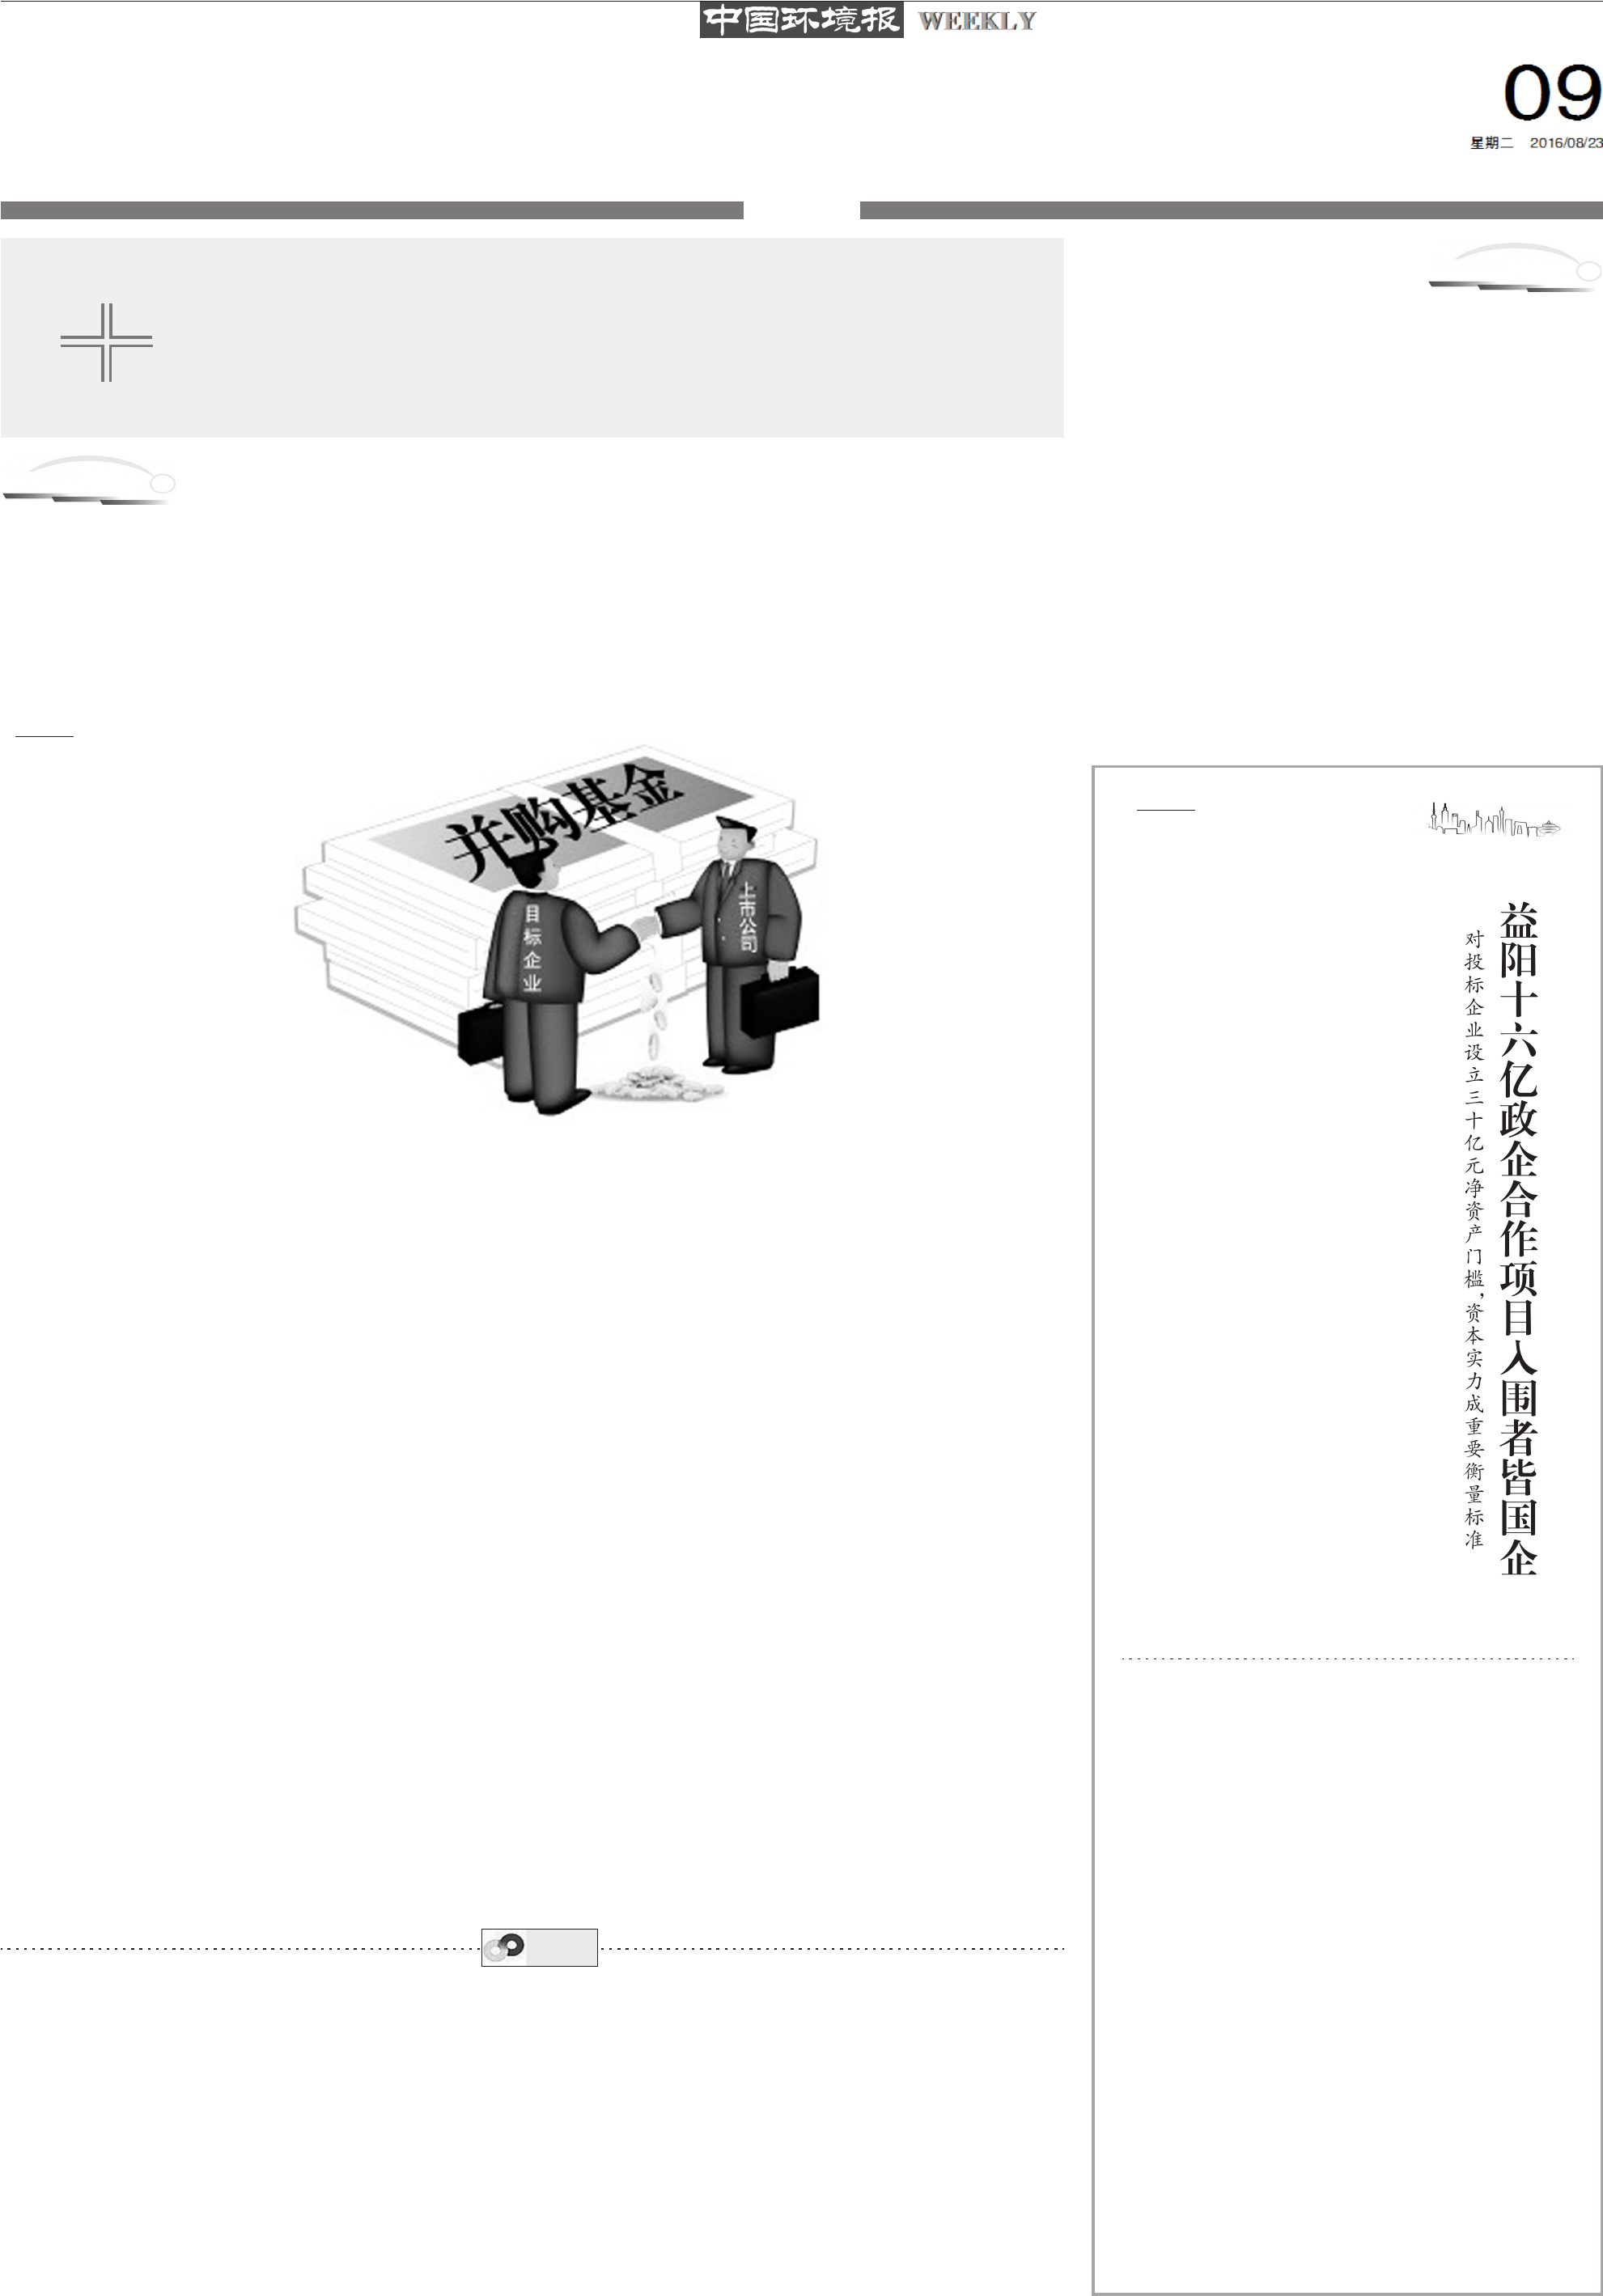 中国环境报 WEEKLY
09
星期二 2016/08/23
并购基金
目标企业
上市公司
益阳十六亿政企合作项目入围者皆国企
对投标企业设立三十亿元净资产门槛，资本实力成重要衡量标准